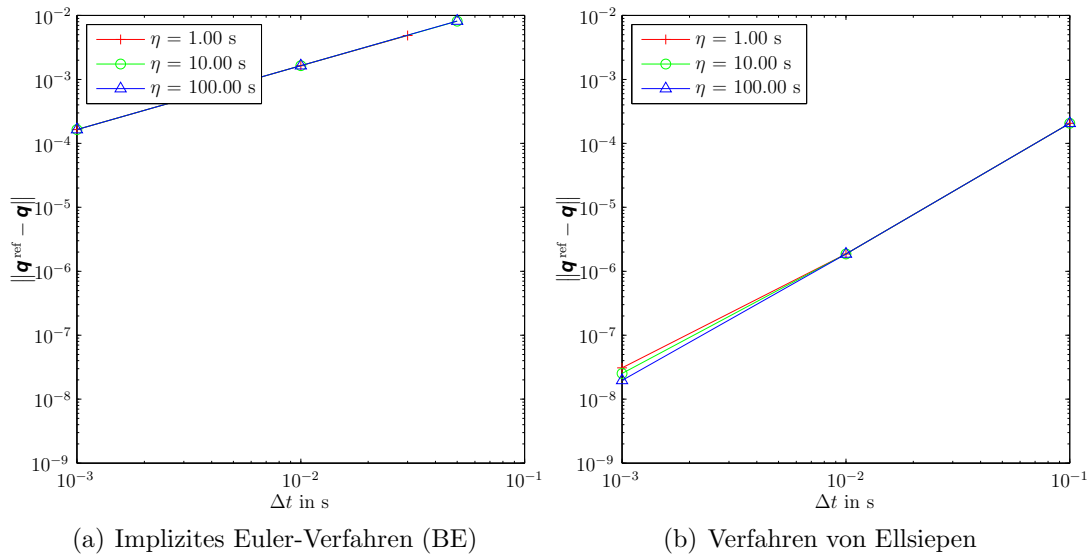 10^−2
10^−3
10^−4
10^−5
10^−6
10^−7
10^−8
10^−9
||q^ref − q||
η = 1.00 s
η = 10.00 s
η = 100.00 s
10^−3
10^−2
10^−1
Δt in s
(a) Implizites Euler-Verfahren (BE)
10^−2
10^−3
10^−4
10^−5
10^−6
10^−7
10^−8
10^−9
||q^ref − q||
η = 1.00 s
η = 10.00 s
η = 100.00 s
10^−3
10^−2
10^−1
Δt in s
(b) Verfahren von Ellsiepen